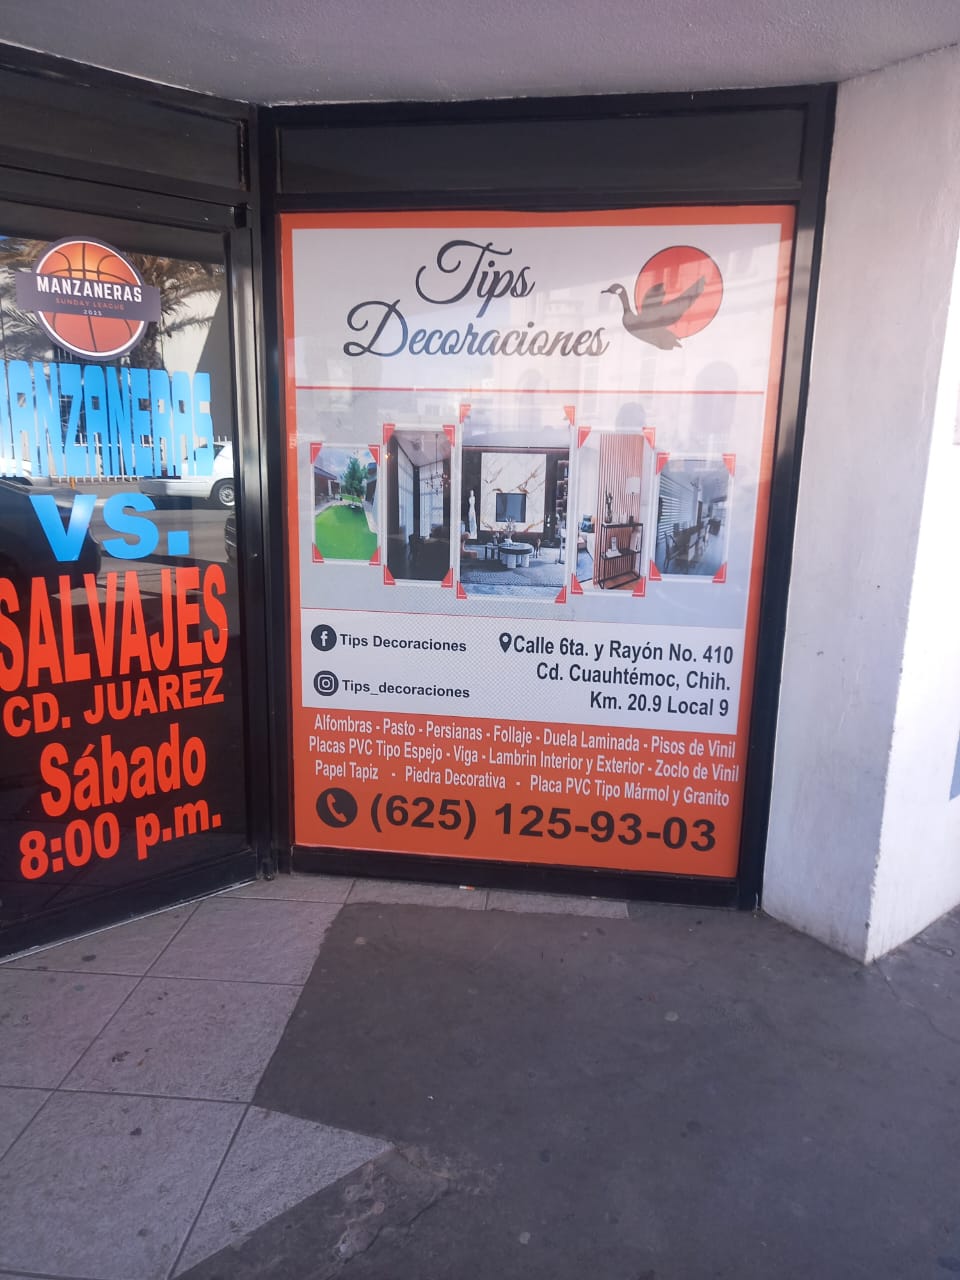 MANZANERAS
SUNDAY LEAGUE
2025
MANZANERAS
VS.
SALVAJES
CD. JUAREZ
Sábado
8:00 p.m.
Tips
Decoraciones
Tips Decoraciones
Tips_decoraciones
Calle 6ta. y Rayón No. 410
Cd. Cuauhtémoc, Chih.
Km. 20.9 Local 9
Alfombras - Pasto - Persianas - Follaje - Duela Laminada - Pisos de Vinil
Placas PVC Tipo Espejo - Viga - Lambrin Interior y Exterior - Zoclo de Vinil
Papel Tapiz - Piedra Decorativa - Placa PVC Tipo Mármol y Granito
(625) 125-93-03